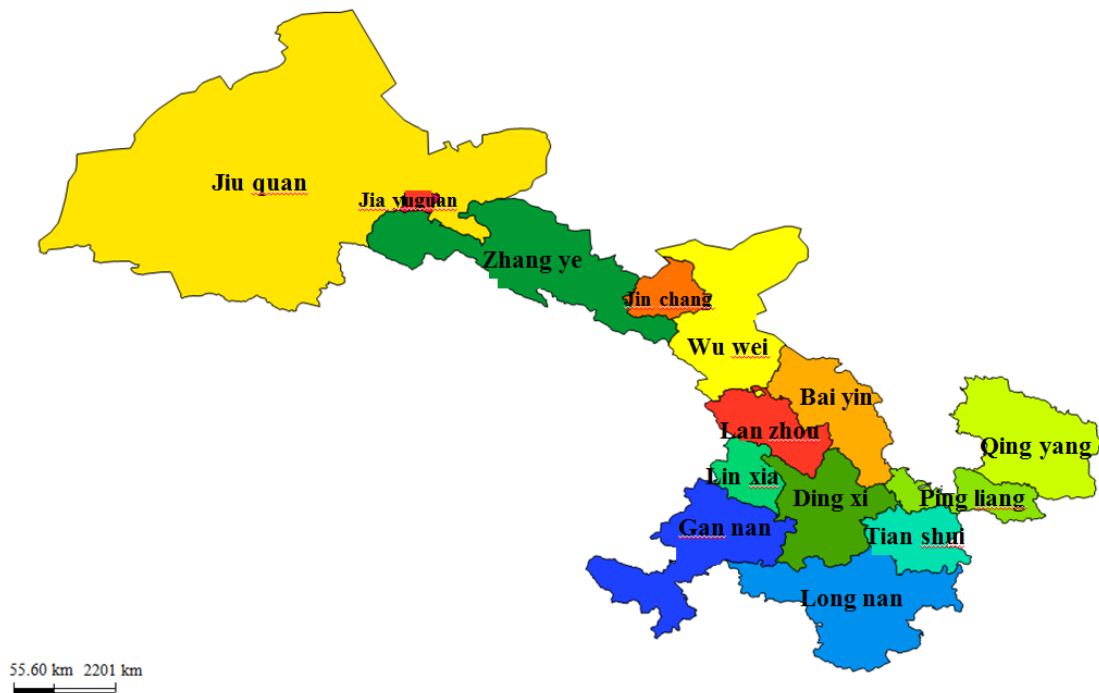 Jiu quan
Jia yuguan
Zhang ye
Jin chang
Wu wei
Bai yin
Lan zhou
Qing yang
Lin xia
Ding xi
Ping liang
Gan nan
Tian shui
Long nan
55.60 km 2201 km